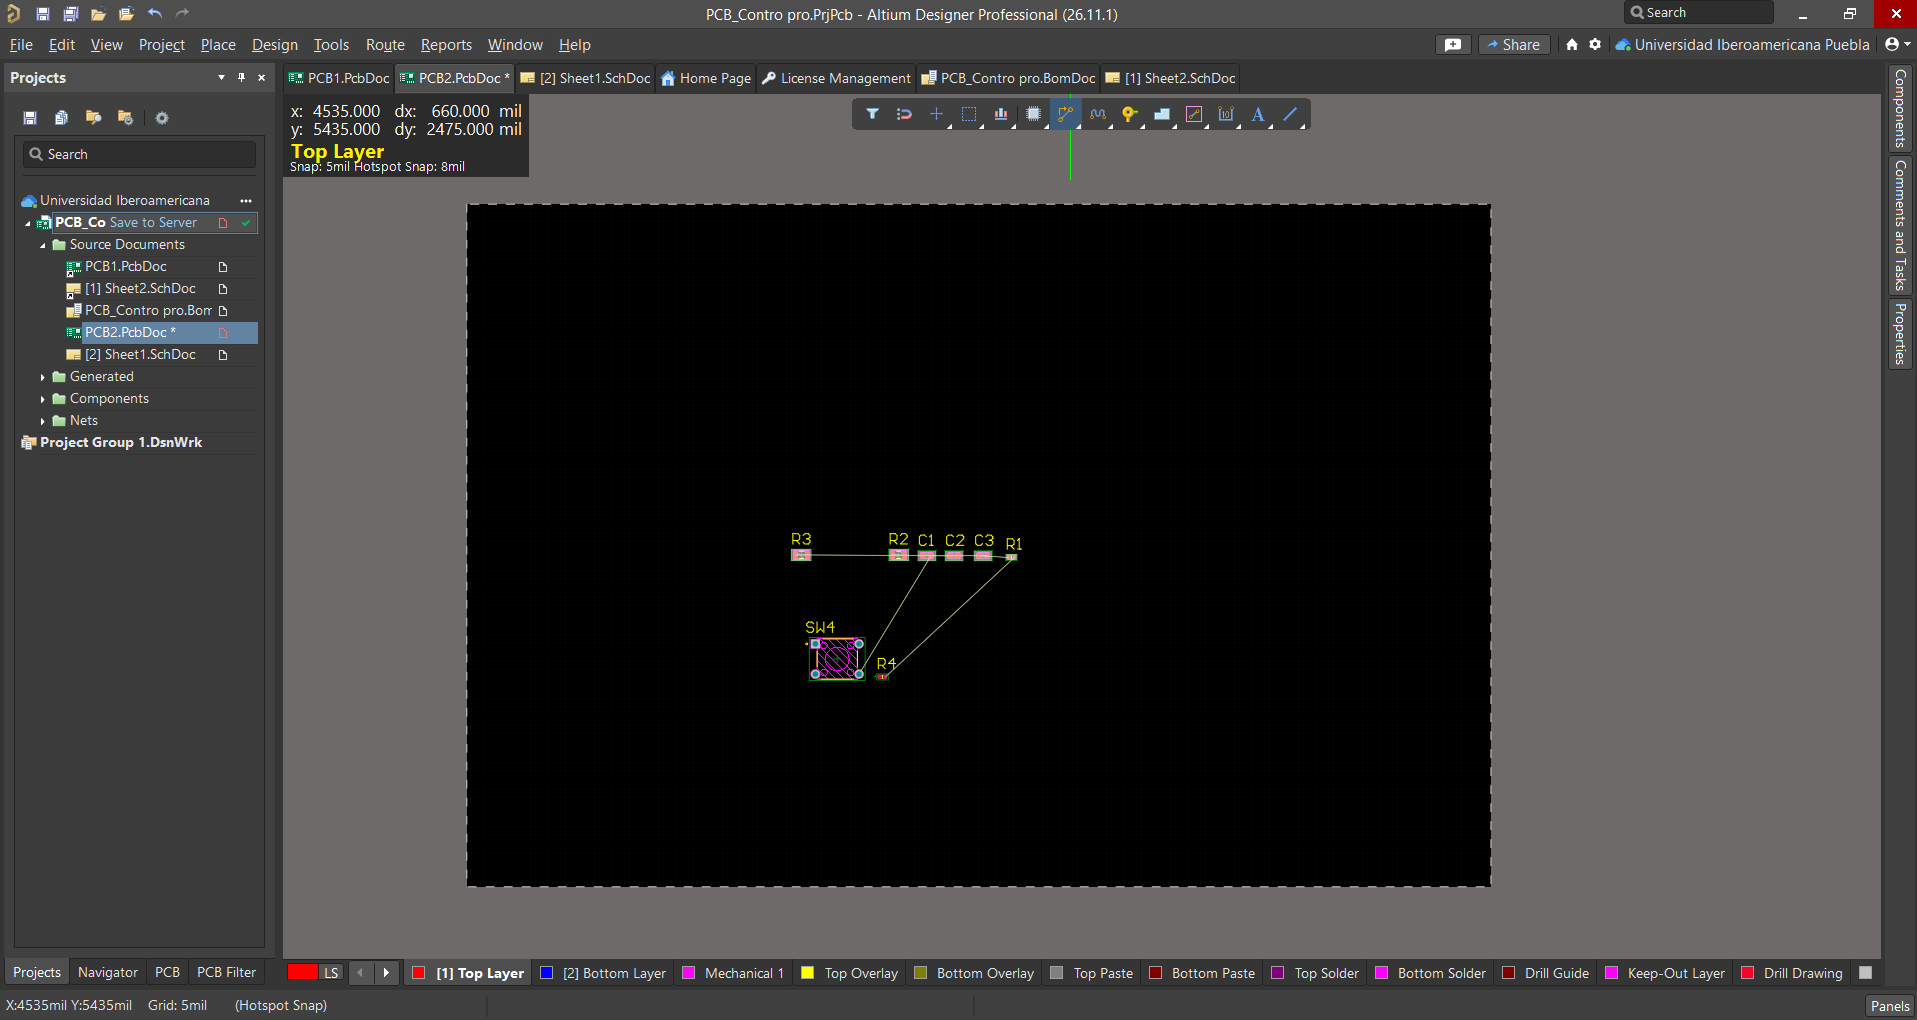 PCB_Contro pro.PrjPcb - Altium Designer Professional (26.11.1)
Search
File Edit View Project Place Design Tools Route Reports Window Help
Share
Universidad Iberoamericana Puebla
Projects
PCB1.PcbDoc
PCB2.PcbDoc *
[2] Sheet1.SchDoc
Home Page
License Management
PCB_Contro pro.BomDoc
[1] Sheet2.SchDoc
x: 4535.000 dx: 660.000 mil
y: 5435.000 dy: 2475.000 mil
Top Layer
Snap: 5mil Hotspot Snap: 8mil
Search
Universidad Iberoamericana
PCB_Co Save to Server
Source Documents
PCB1.PcbDoc
[1] Sheet2.SchDoc
PCB_Contro pro.Bom
PCB2.PcbDoc *
[2] Sheet1.SchDoc
Generated
Components
Nets
Project Group 1.DsnWrk
R3 R2 C1 C2 C3 R1
SW4
R4
Components
Comments and Tasks
Properties
Projects Navigator PCB PCB Filter
LS
[1] Top Layer
[2] Bottom Layer
Mechanical 1
Top Overlay
Bottom Overlay
Top Paste
Bottom Paste
Top Solder
Bottom Solder
Drill Guide
Keep-Out Layer
Drill Drawing
X:4535mil Y:5435mil Grid: 5mil (Hotspot Snap)
Panels